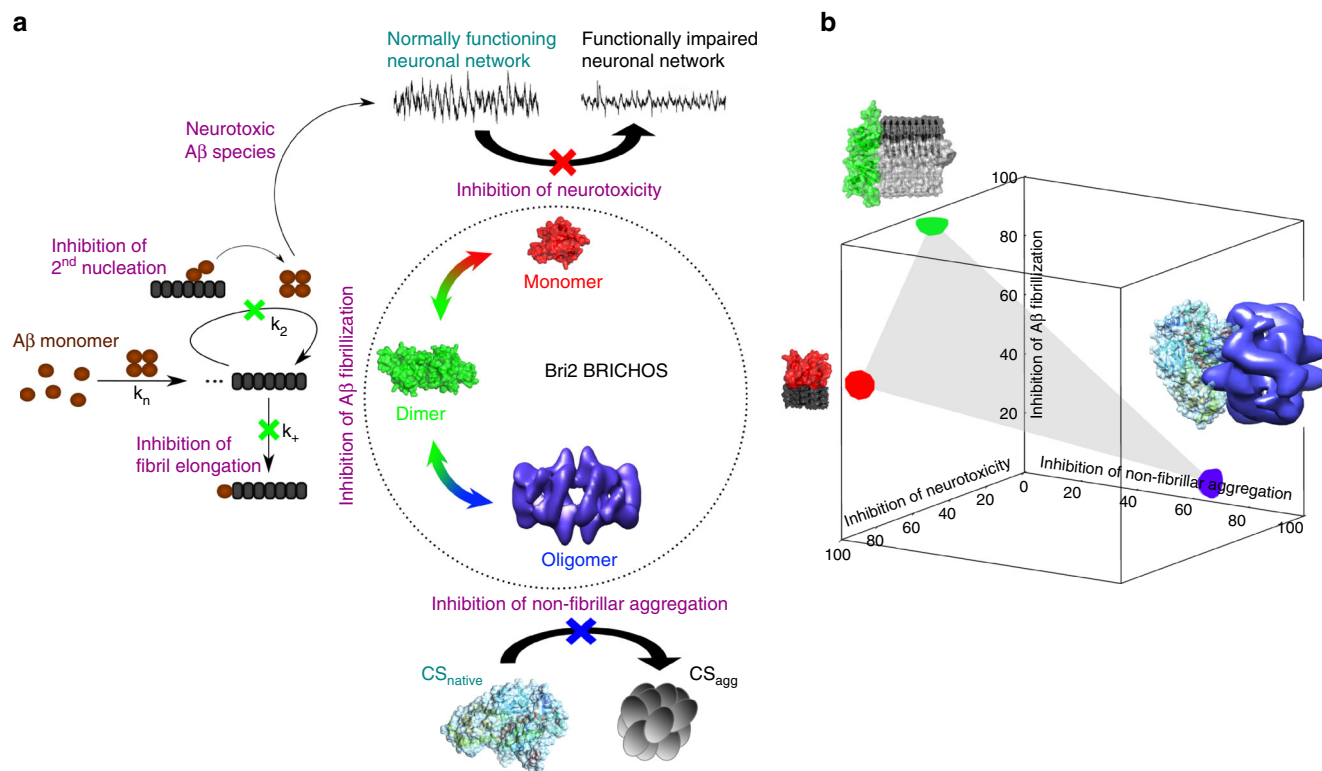 a
Normally functioning
neuronal network
Functionally impaired
neuronal network
Neurotoxic
Aβ species
Inhibition of neurotoxicity
Inhibition of
2nd nucleation
k2
Aβ monomer
kn
...
k+
Inhibition of
fibril elongation
Inhibition of Aβ fibrillization
Monomer
Bri2 BRICHOS
Dimer
Oligomer
Inhibition of non-fibrillar aggregation
CSnative
CSagg
b
100
80
60
40
20
Inhibition of Aβ fibrillization
Inhibition of neurotoxicity
100
80
60
40
20
0
Inhibition of non-fibrillar aggregation
20
40
60
80
100